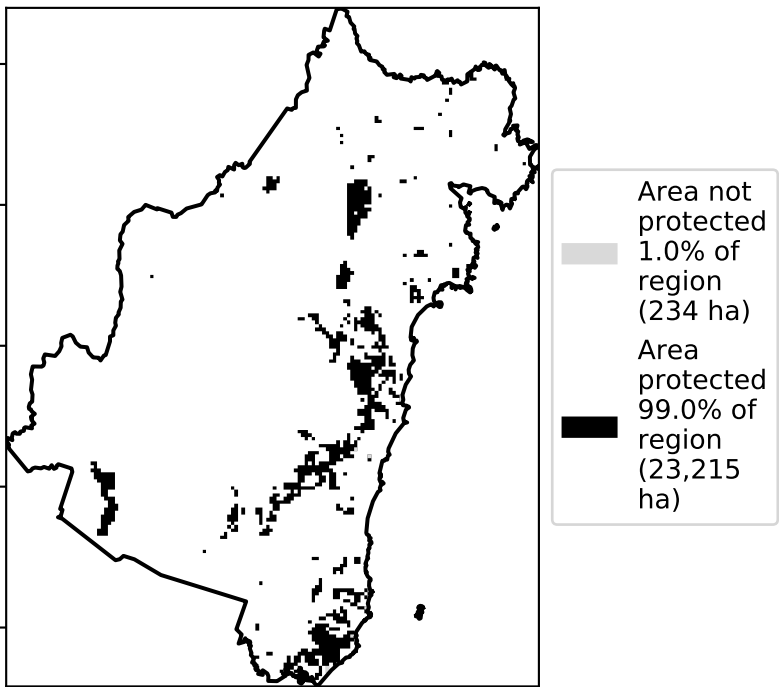 Area not
protected
1.0% of
region
(234 ha)
Area
protected
99.0% of
region
(23,215
ha)